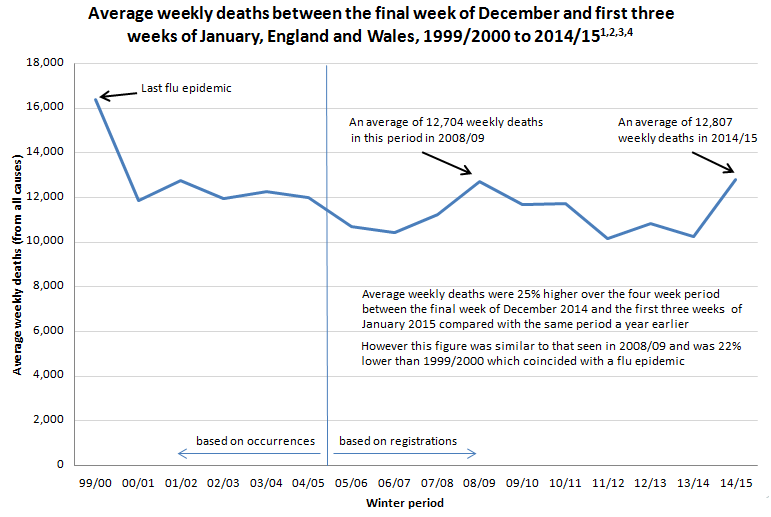 Average weekly deaths between the final week of December and first three
weeks of January, England and Wales, 1999/2000 to 2014/15¹,²,³,⁴
18,000
16,000
14,000
12,000
10,000
8,000
6,000
4,000
2,000
0
Average weekly deaths (from all causes)
Last flu epidemic
An average of 12,704 weekly deaths
in this period in 2008/09
An average of 12,807
weekly deaths in 2014/15
Average weekly deaths were 25% higher over the four week period
between the final week of December 2014 and the first three weeks of
January 2015 compared with the same period a year earlier
However this figure was similar to that seen in 2008/09 and was 22%
lower than 1999/2000 which coincided with a flu epidemic
based on occurrences
based on registrations
99/00 00/01 01/02 02/03 03/04 04/05 05/06 06/07 07/08 08/09 09/10 10/11 11/12 12/13 13/14 14/15
Winter period